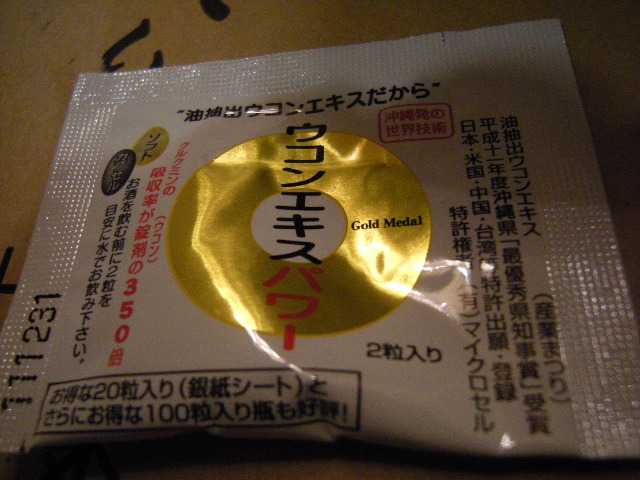 "油抽出ウコンエキスだから"
沖縄発の
世界技術
ウコンエキスパワー
Gold Medal
油抽出ウコンエキス
平成十一年度沖縄県「最優秀県知事賞」受賞
(産業まつり)
日本・米国・中国・台湾で特許出願・登録
特許権者(有)マイクロセル
ソフト
カプセル
クルクミンの(ウコン)
吸収率が錠剤の350倍
お酒を飲む前に2粒を
目安に水でお飲み下さい。
2粒入り
お得な20粒入り(銀紙シート)と
さらにお得な100粒入り瓶も好評!
111231